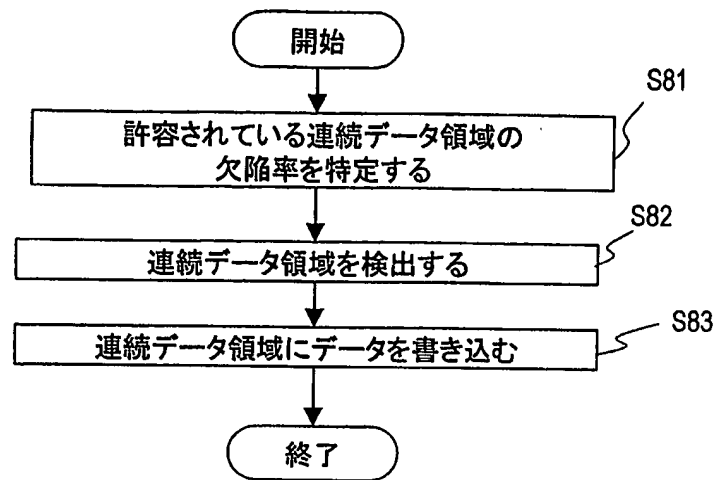 開始
S81
許容されている連続データ領域の
欠陥率を特定する
S82
連続データ領域を検出する
S83
連続データ領域にデータを書き込む
終了